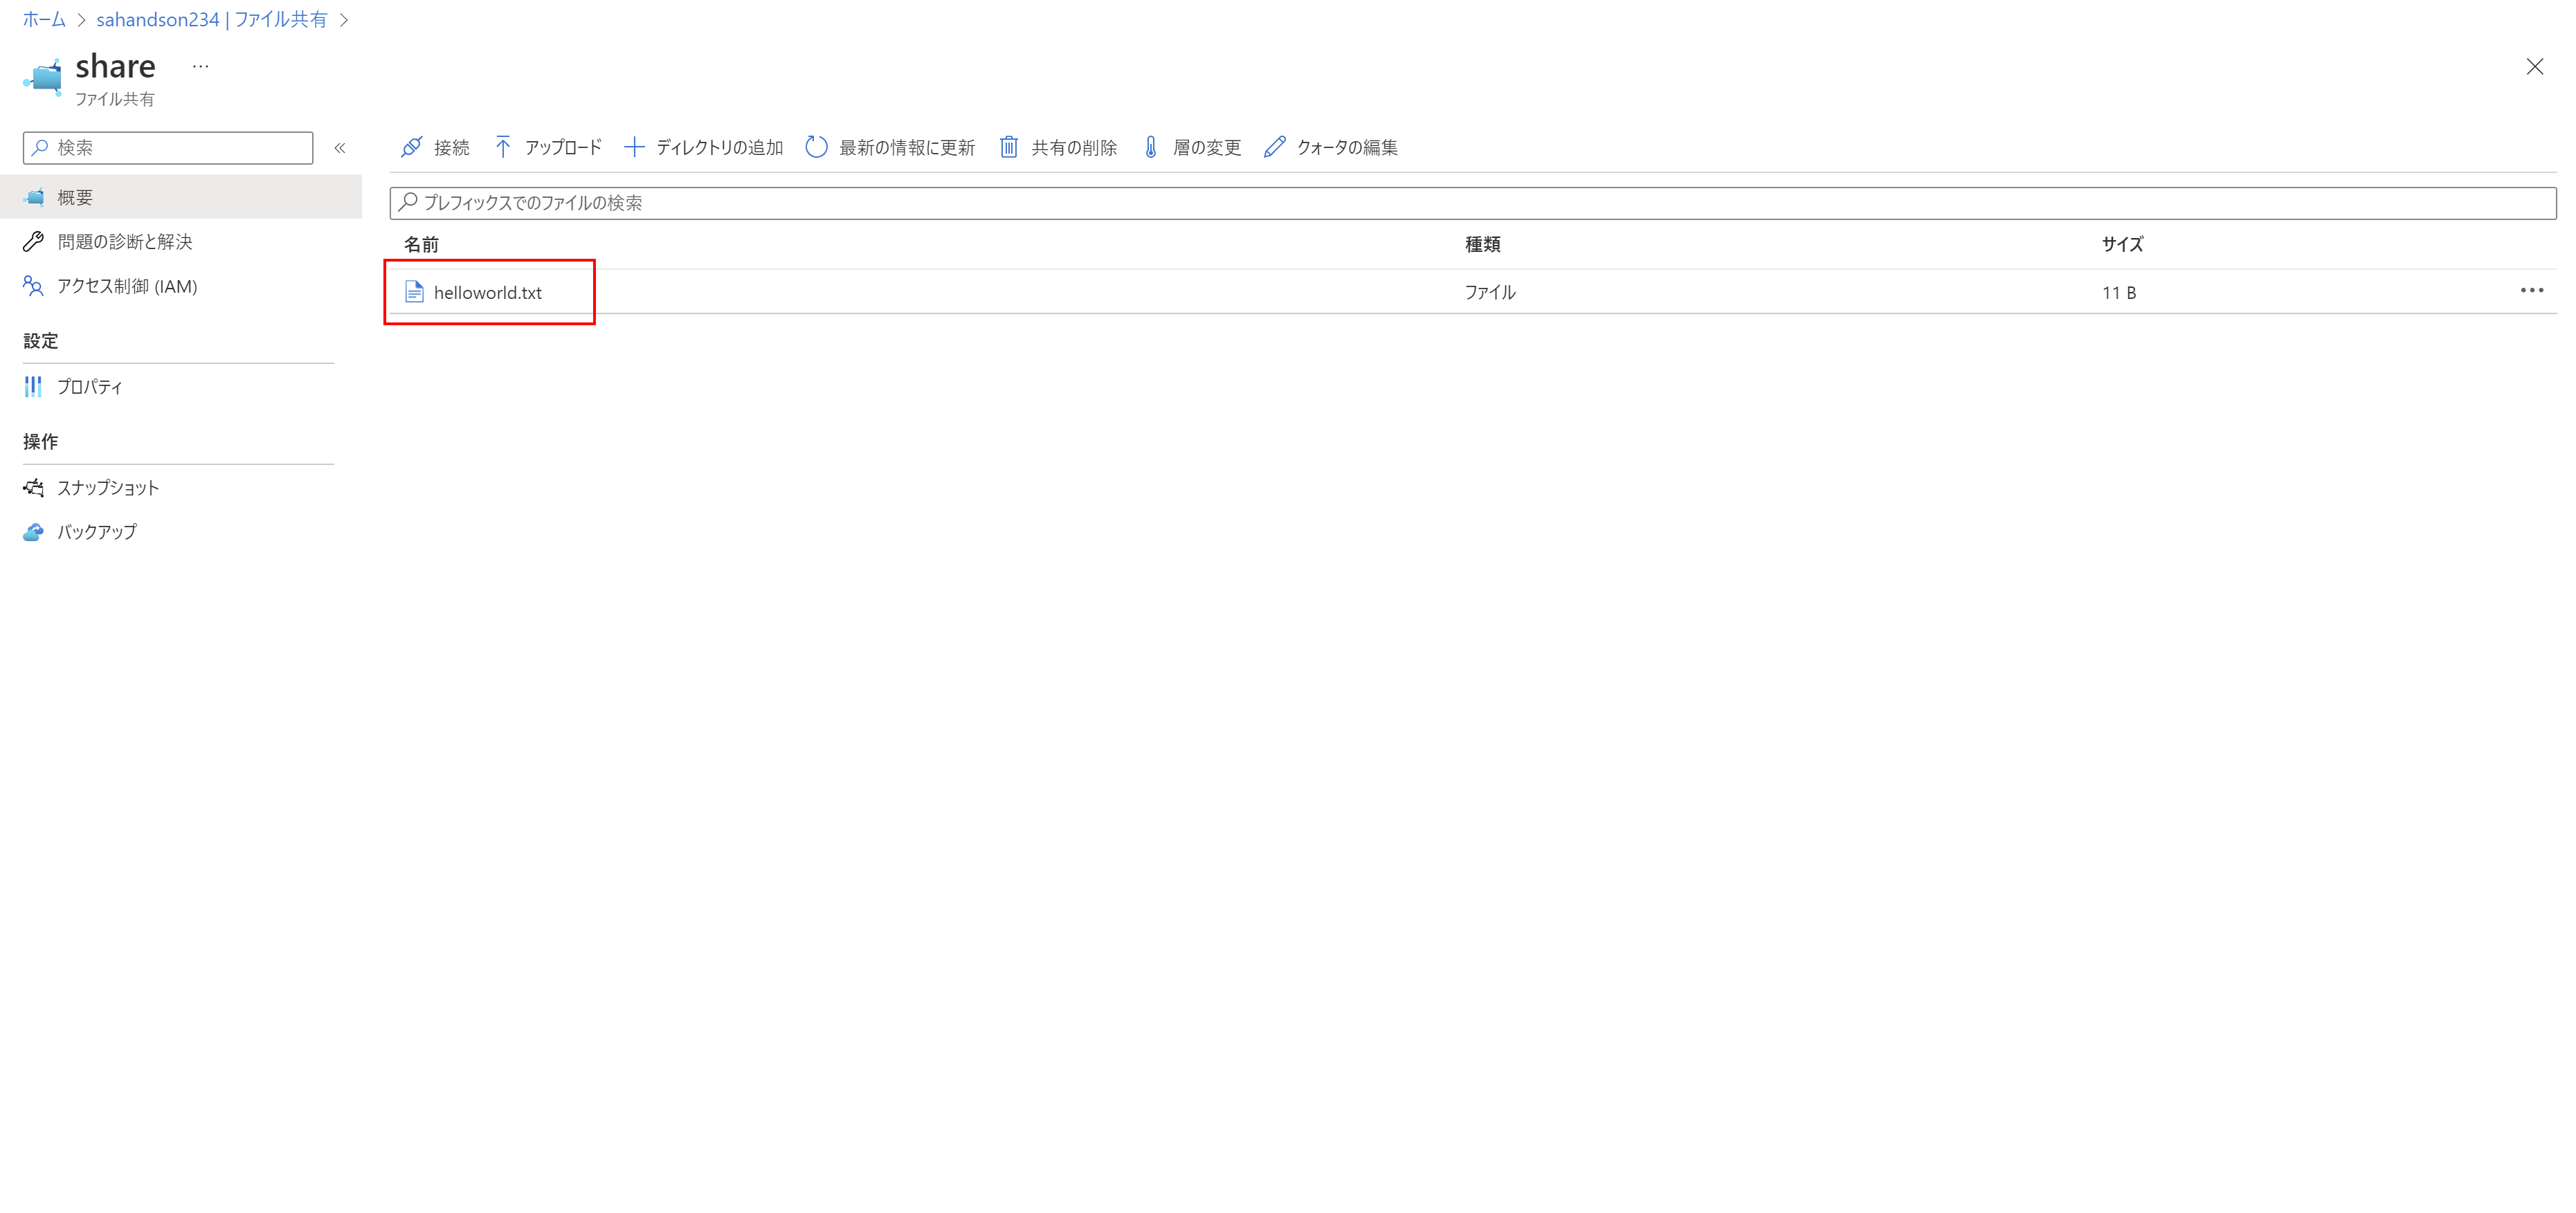 ホーム > sahandson234 | ファイル共有 >
share ...
ファイル共有
検索 «
概要
問題の診断と解決
アクセス制御 (IAM)
設定
プロパティ
操作
スナップショット
バックアップ
接続 アップロード ディレクトリの追加 最新の情報に更新 共有の削除 層の変更 クォータの編集
プレフィックスでのファイルの検索
名前 種類 サイズ
helloworld.txt ファイル 11 B